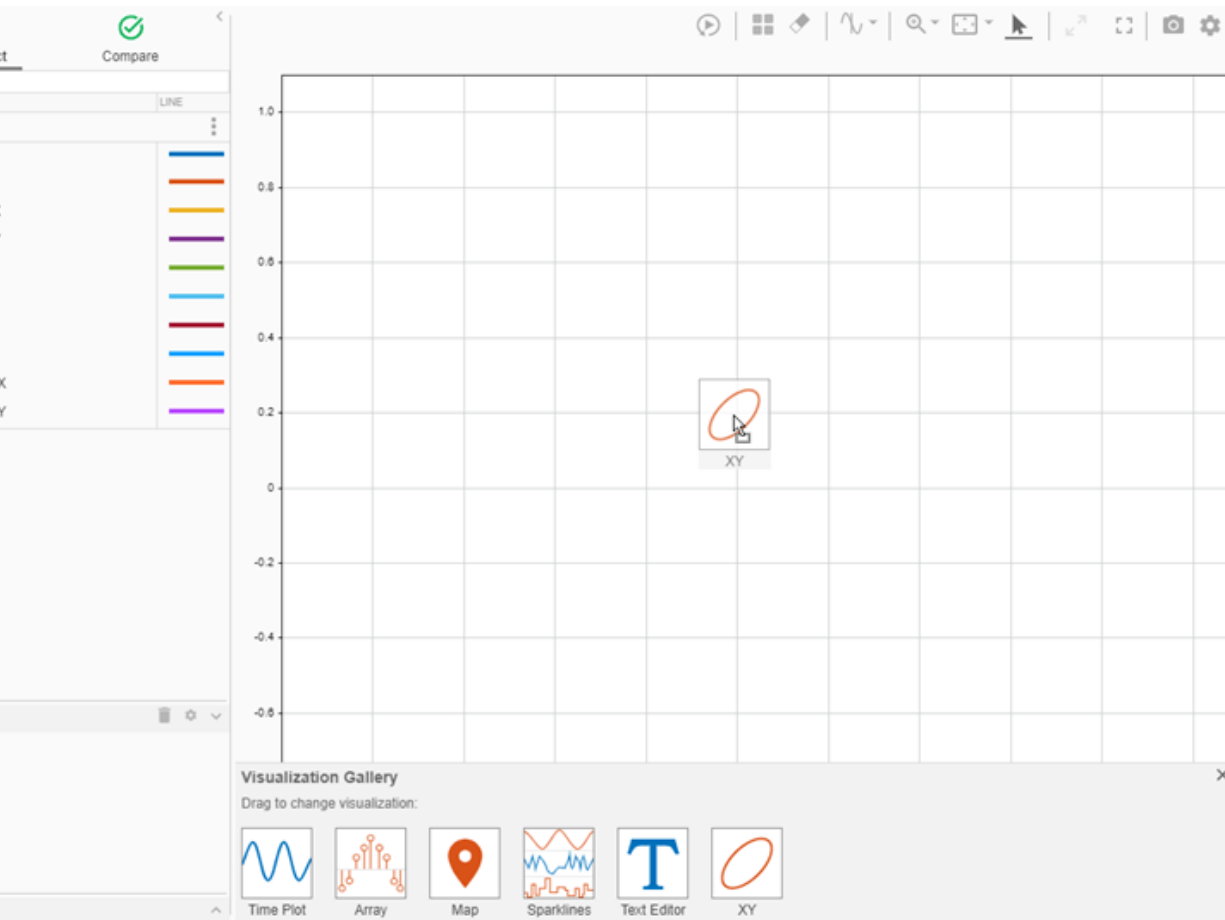 Compare
LINE
X
Y
1.0
0.8
0.6
0.4
0.2
0
-0.2
-0.4
-0.6
XY
Visualization Gallery
Drag to change visualization:
Time Plot
Array
Map
Sparklines
Text Editor
XY